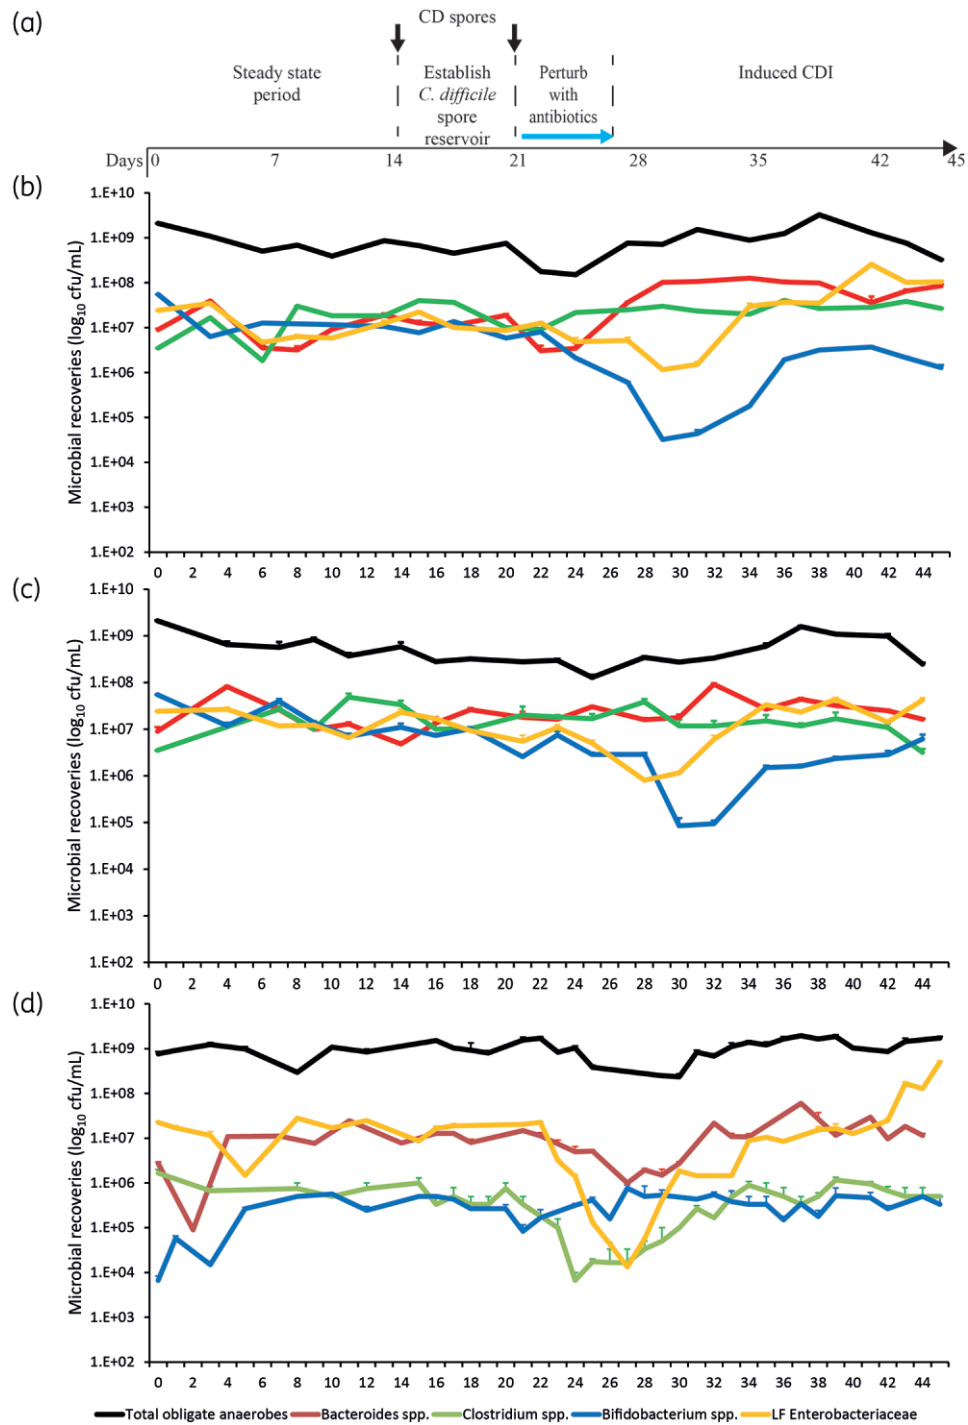 (a)
CD spores
Steady state
period
Establish
C. difficile
spore
reservoir
Perturb
with
antibiotics
Induced CDI
Days 0 7 14 21 28 35 42 45
(b)
Microbial recoveries (log10 cfu/mL)
1.E+10
1.E+09
1.E+08
1.E+07
1.E+06
1.E+05
1.E+04
1.E+03
1.E+02
0 2 4 6 8 10 12 14 16 18 20 22 24 26 28 30 32 34 36 38 40 42 44
(c)
Microbial recoveries (log10 cfu/mL)
1.E+10
1.E+09
1.E+08
1.E+07
1.E+06
1.E+05
1.E+04
1.E+03
1.E+02
0 2 4 6 8 10 12 14 16 18 20 22 24 26 28 30 32 34 36 38 40 42 44
(d)
Microbial recoveries (log10 cfu/mL)
1.E+10
1.E+09
1.E+08
1.E+07
1.E+06
1.E+05
1.E+04
1.E+03
1.E+02
0 2 4 6 8 10 12 14 16 18 20 22 24 26 28 30 32 34 36 38 40 42 44
Total obligate anaerobes Bacteroides spp. Clostridium spp. Bifidobacterium spp. LF Enterobacteriaceae